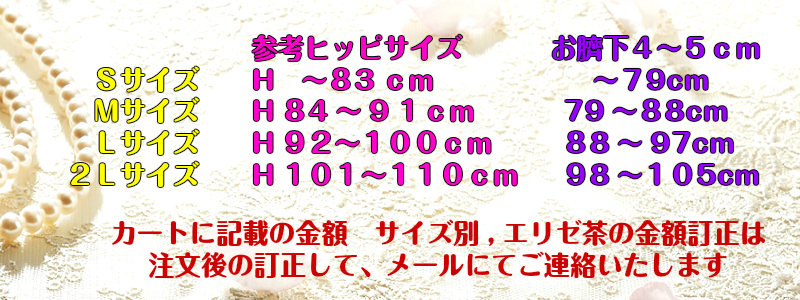 参考ヒッピサイズ　お臍下４～５ｃｍ
Ｓサイズ　Ｈ　～８３ｃｍ　～７９cm
Ｍサイズ　Ｈ８４～９１ｃｍ　７９～８８cm
Ｌサイズ　Ｈ９２～１００ｃｍ　８８～９７cm
２Ｌサイズ　Ｈ１０１～１１０ｃｍ　９８～１０５cm
カートに記載の金額　サイズ別，エリゼ茶の金額訂正は
注文後の訂正して、メールにてご連絡いたします